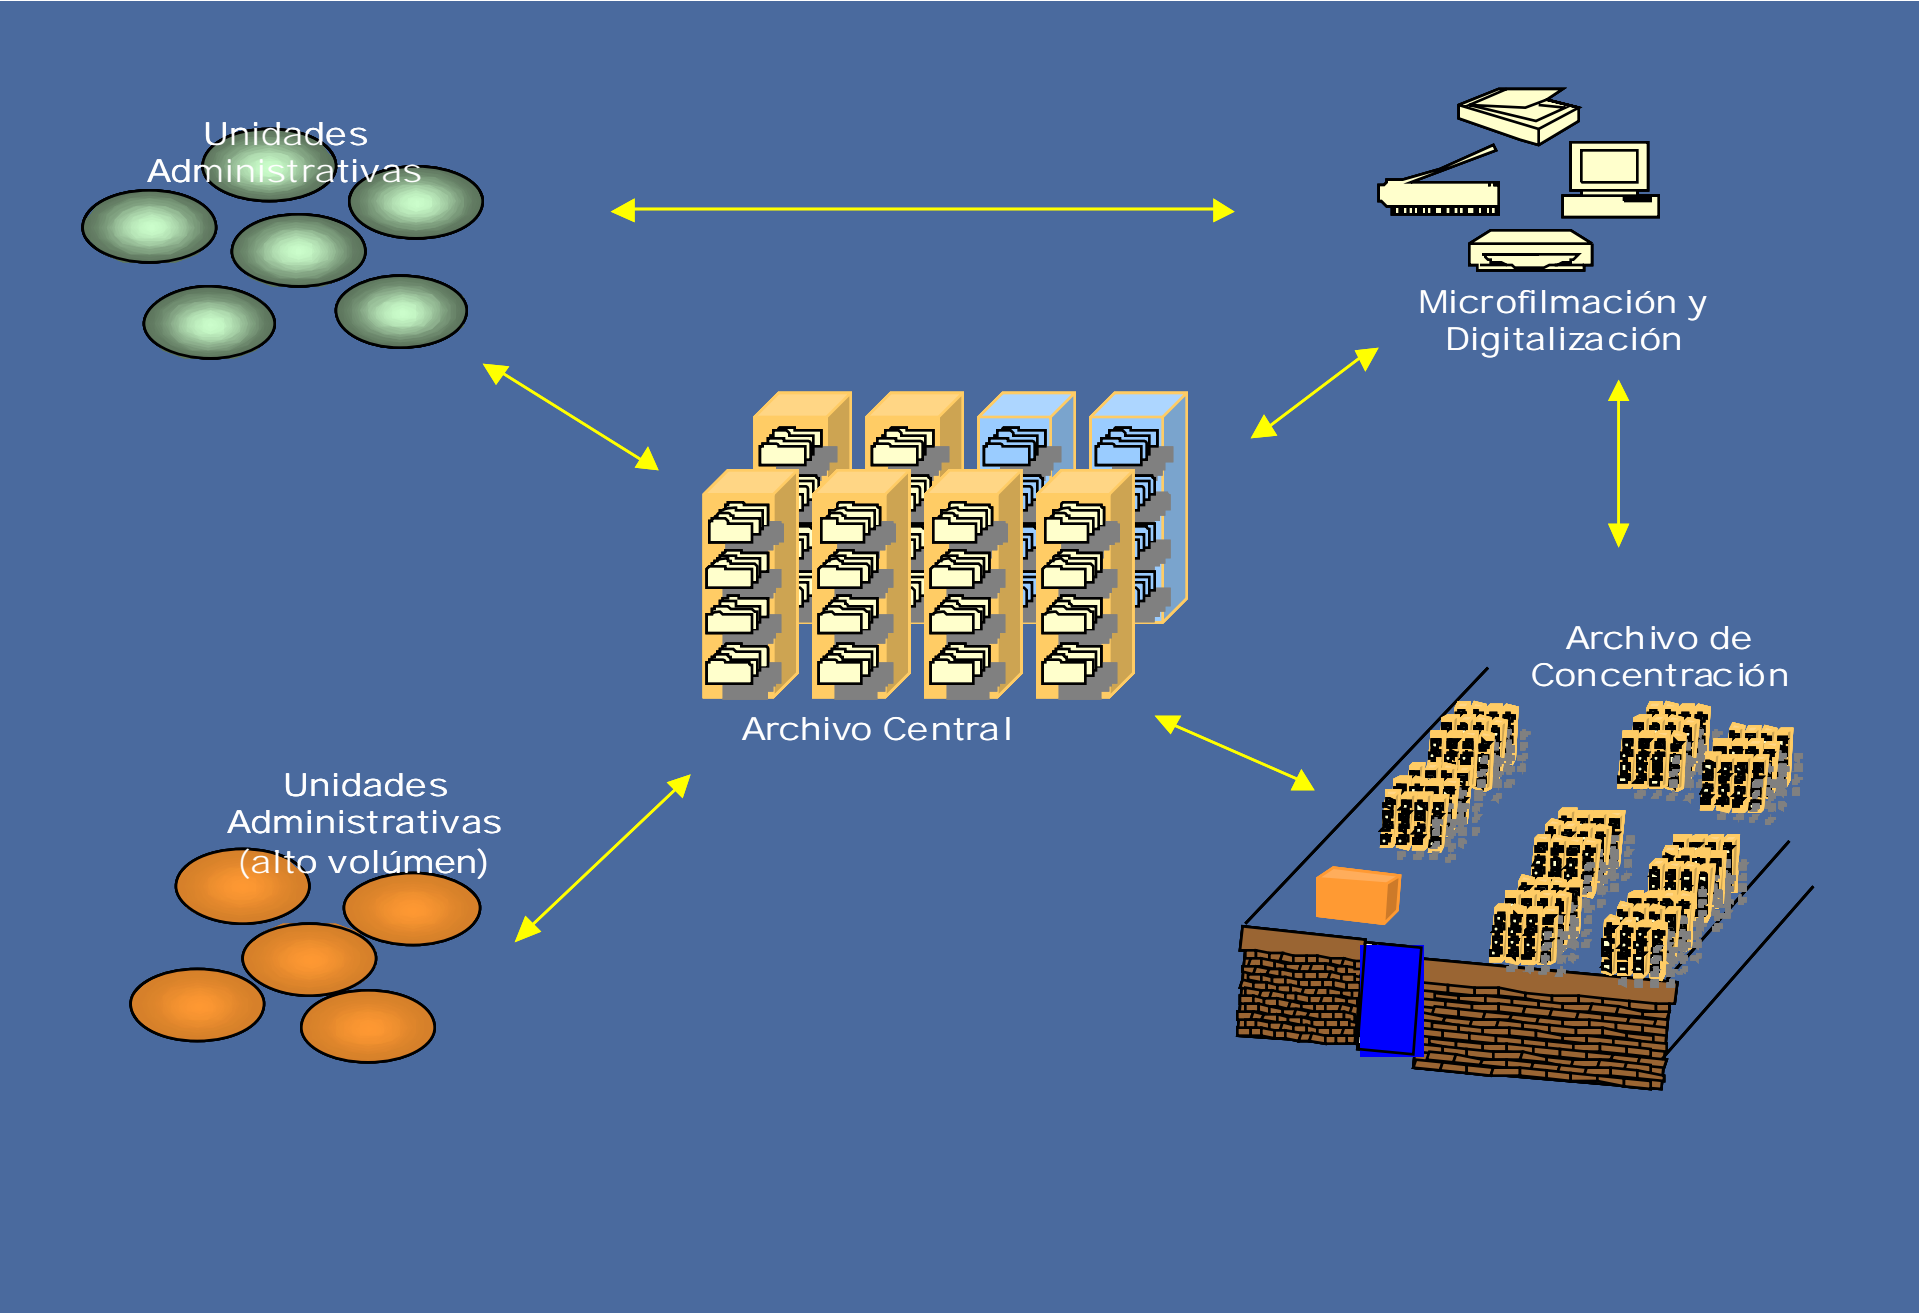 Unidades
Administrativas
Microfilmación y
Digitalización
Archivo de
Concentración
Archivo Central
Unidades
Administrativas
(alto volúmen)